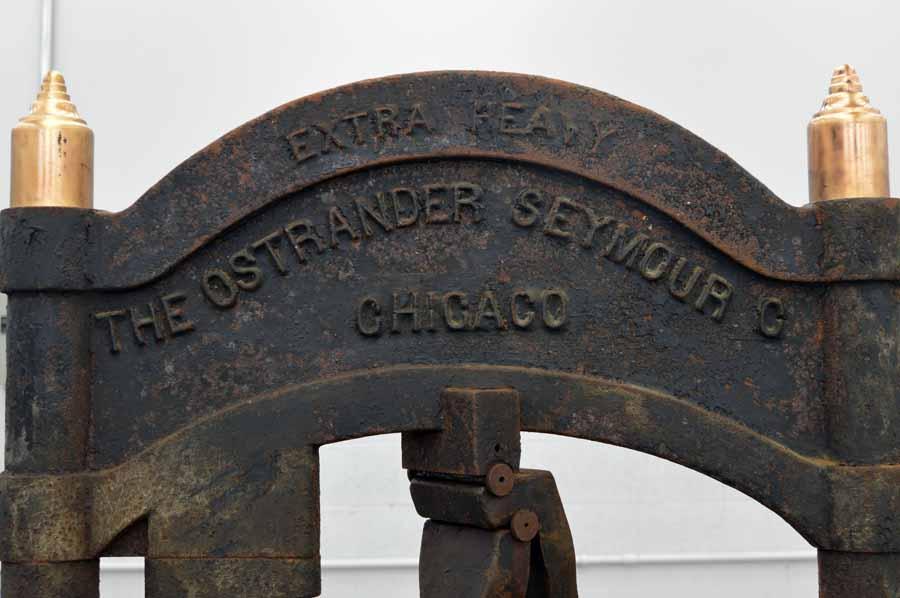 EXTRA HEAVY
THE OSTRANDER SEYMOUR C
CHICAGO